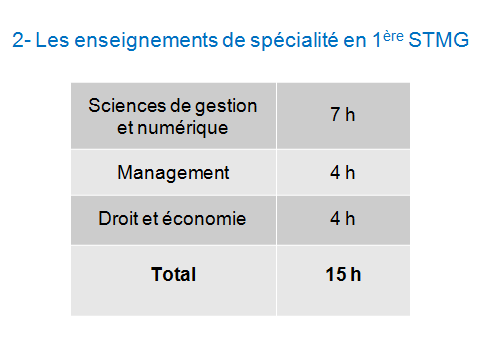 2- Les enseignements de spécialité en 1ère STMG
Sciences de gestion
et numérique
7 h
Management
4 h
Droit et économie
4 h
Total
15 h